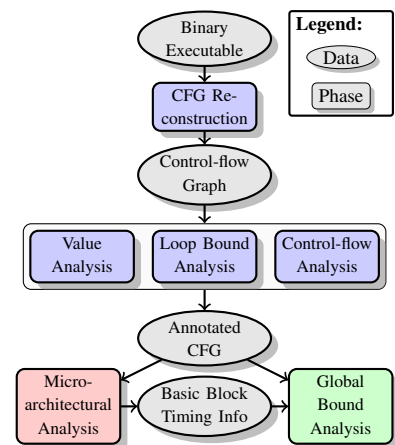 Binary
Executable
Legend:
Data
Phase
CFG Re-
construction
Control-flow
Graph
Value
Analysis
Loop Bound
Analysis
Control-flow
Analysis
Annotated
CFG
Micro-
architectural
Analysis
Basic Block
Timing Info
Global
Bound
Analysis